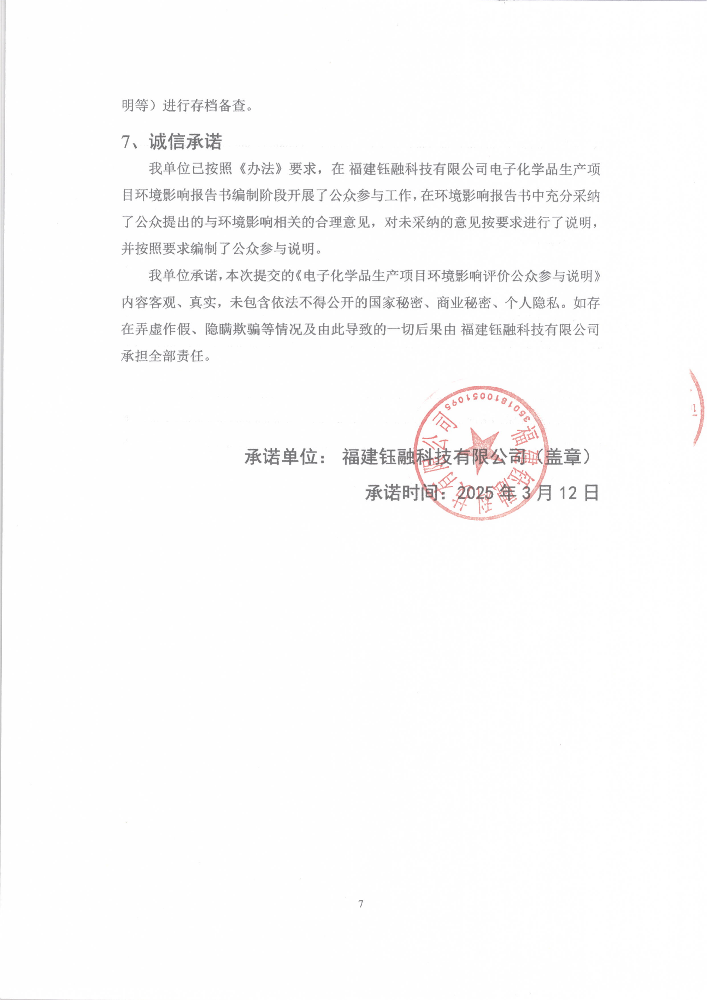 明等）进行存档备查。
7、诚信承诺
我单位已按照《办法》要求，在 福建钰融科技有限公司电子化学品生产项
目环境影响报告书编制阶段开展了公众参与工作，在环境影响报告书中充分采纳
了公众提出的与环境影响相关的合理意见，对未采纳的意见按要求进行了说明，
并按照要求编制了公众参与说明。
我单位承诺，本次提交的《电子化学品生产项目环境影响评价公众参与说明》
内容客观、真实，未包含依法不得公开的国家秘密、商业秘密、个人隐私。如存
在弄虚作假、隐瞒欺骗等情况及由此导致的一切后果由 福建钰融科技有限公司
承担全部责任。
承诺单位： 福建钰融科技有限公司（盖章）
承诺时间：2025 年 3 月 12 日
福建钰融科技有限公司
3501810051095
7